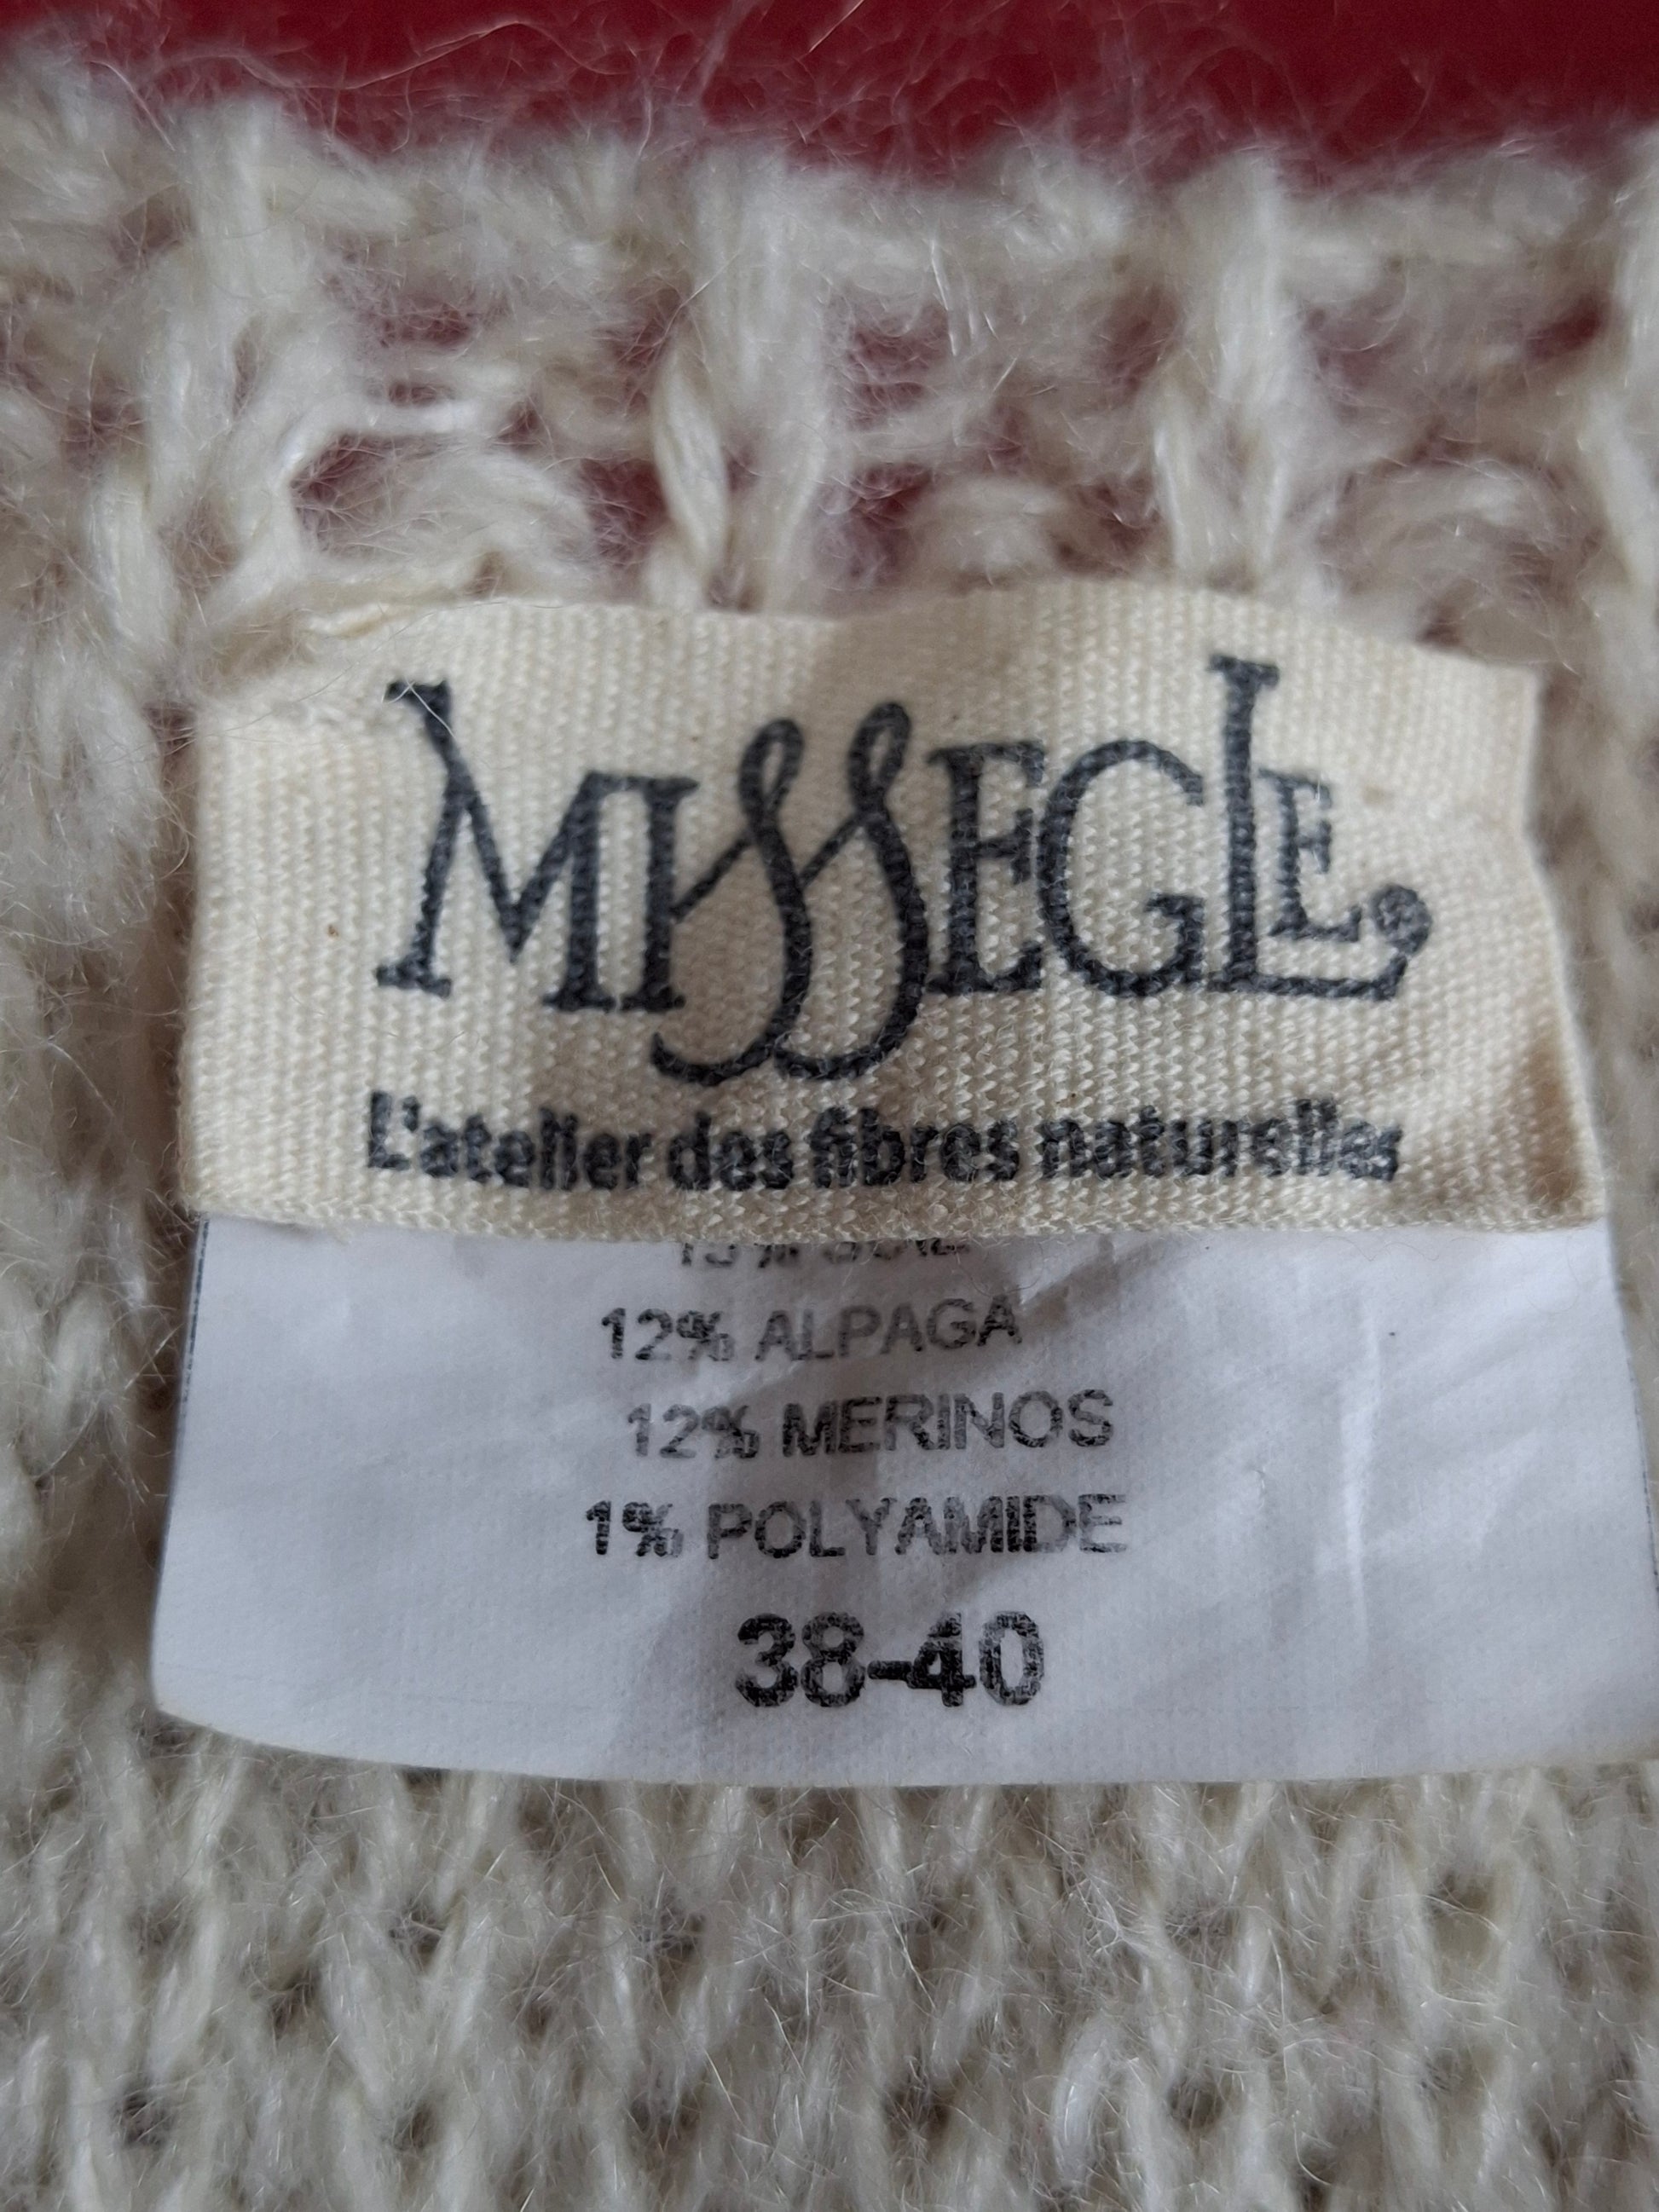 MISSEGLE
L'atelier des fibres naturelles
12% ALPAGA
12% MERINOS
1% POLYAMIDE
38-40